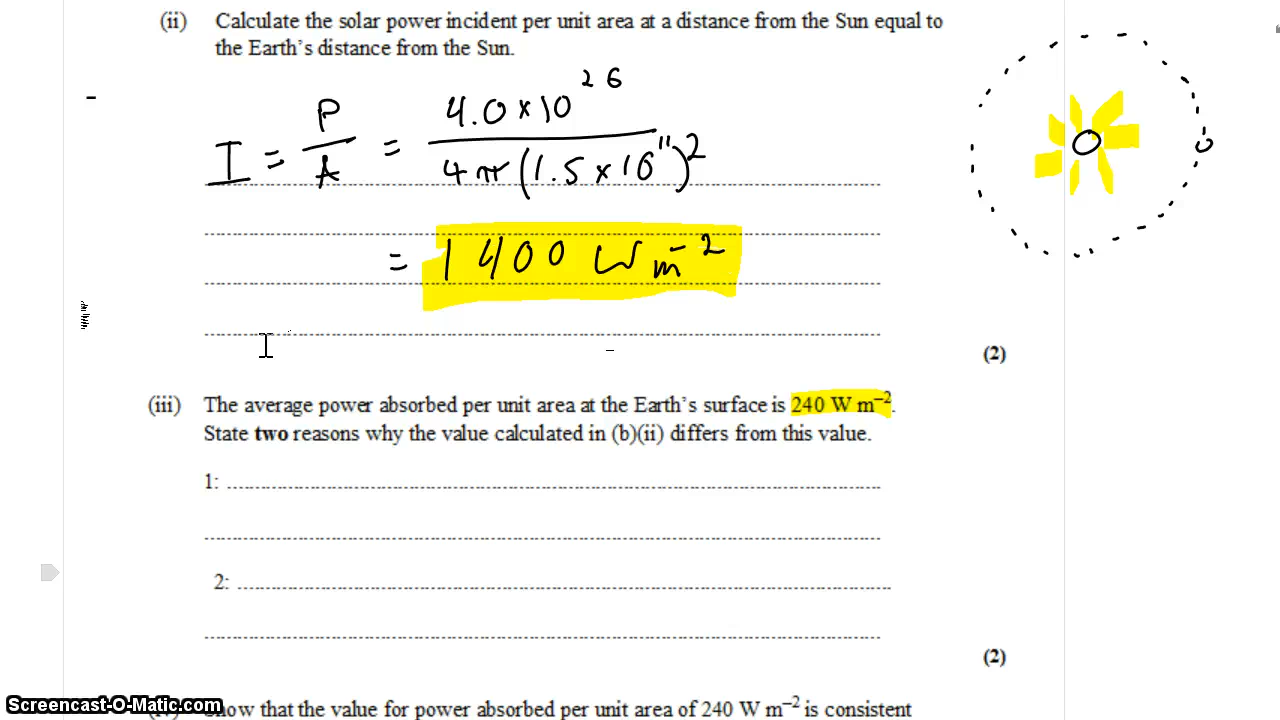 (ii) Calculate the solar power incident per unit area at a distance from the Sun equal to
the Earth's distance from the Sun.
I = P/A = 4.0 × 10^26 / 4π(1.5 × 10^11)^2
= 1400 W m^-2
(2)
(iii) The average power absorbed per unit area at the Earth's surface is 240 W m^−2.
State two reasons why the value calculated in (b)(ii) differs from this value.
1:
2:
(2)
Show that the value for power absorbed per unit area of 240 W m^−2 is consistent
Screencast-O-Matic.com